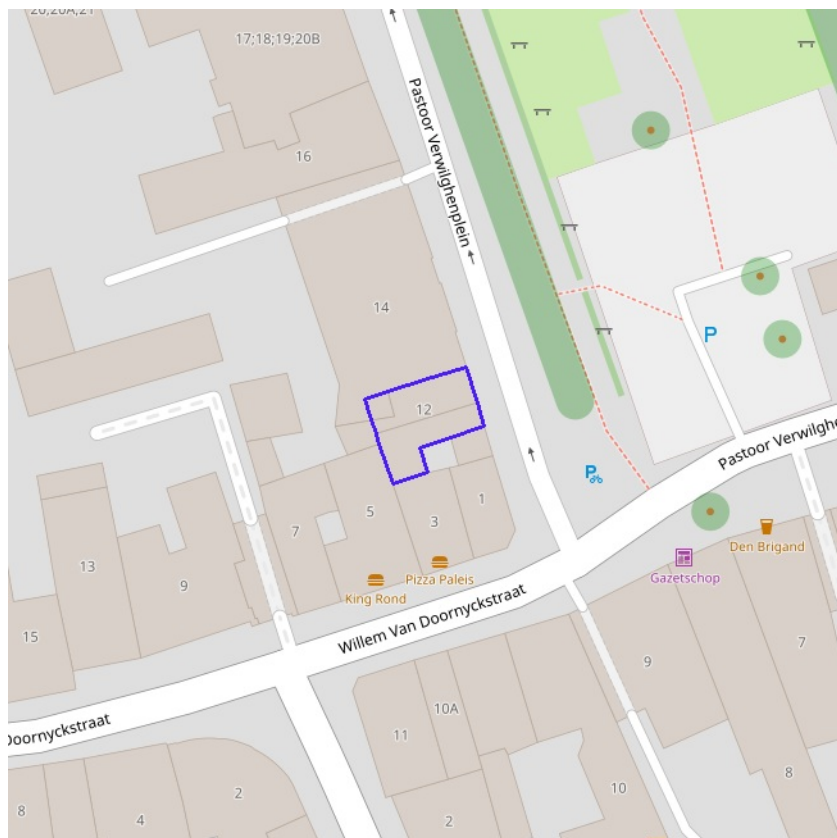 20,20A,21
17;18;19;20B
Pastoor Verwilghenplein
16
14
12
P
P
Pastoor Verwilghe
1
5
3
7
13
9
Den Brigand
Gazetschop
Pizza Paleis
King Rond
15
Willem Van Doornyckstraat
7
9
10A
11
Doornyckstraat
8
2
4
2
10
8